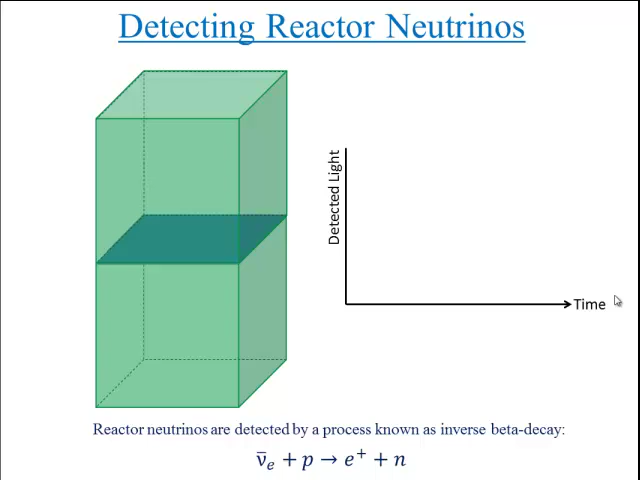 Detecting Reactor Neutrinos
Detected Light
Time
Reactor neutrinos are detected by a process known as inverse beta-decay:
ν̅ₑ + p → e⁺ + n